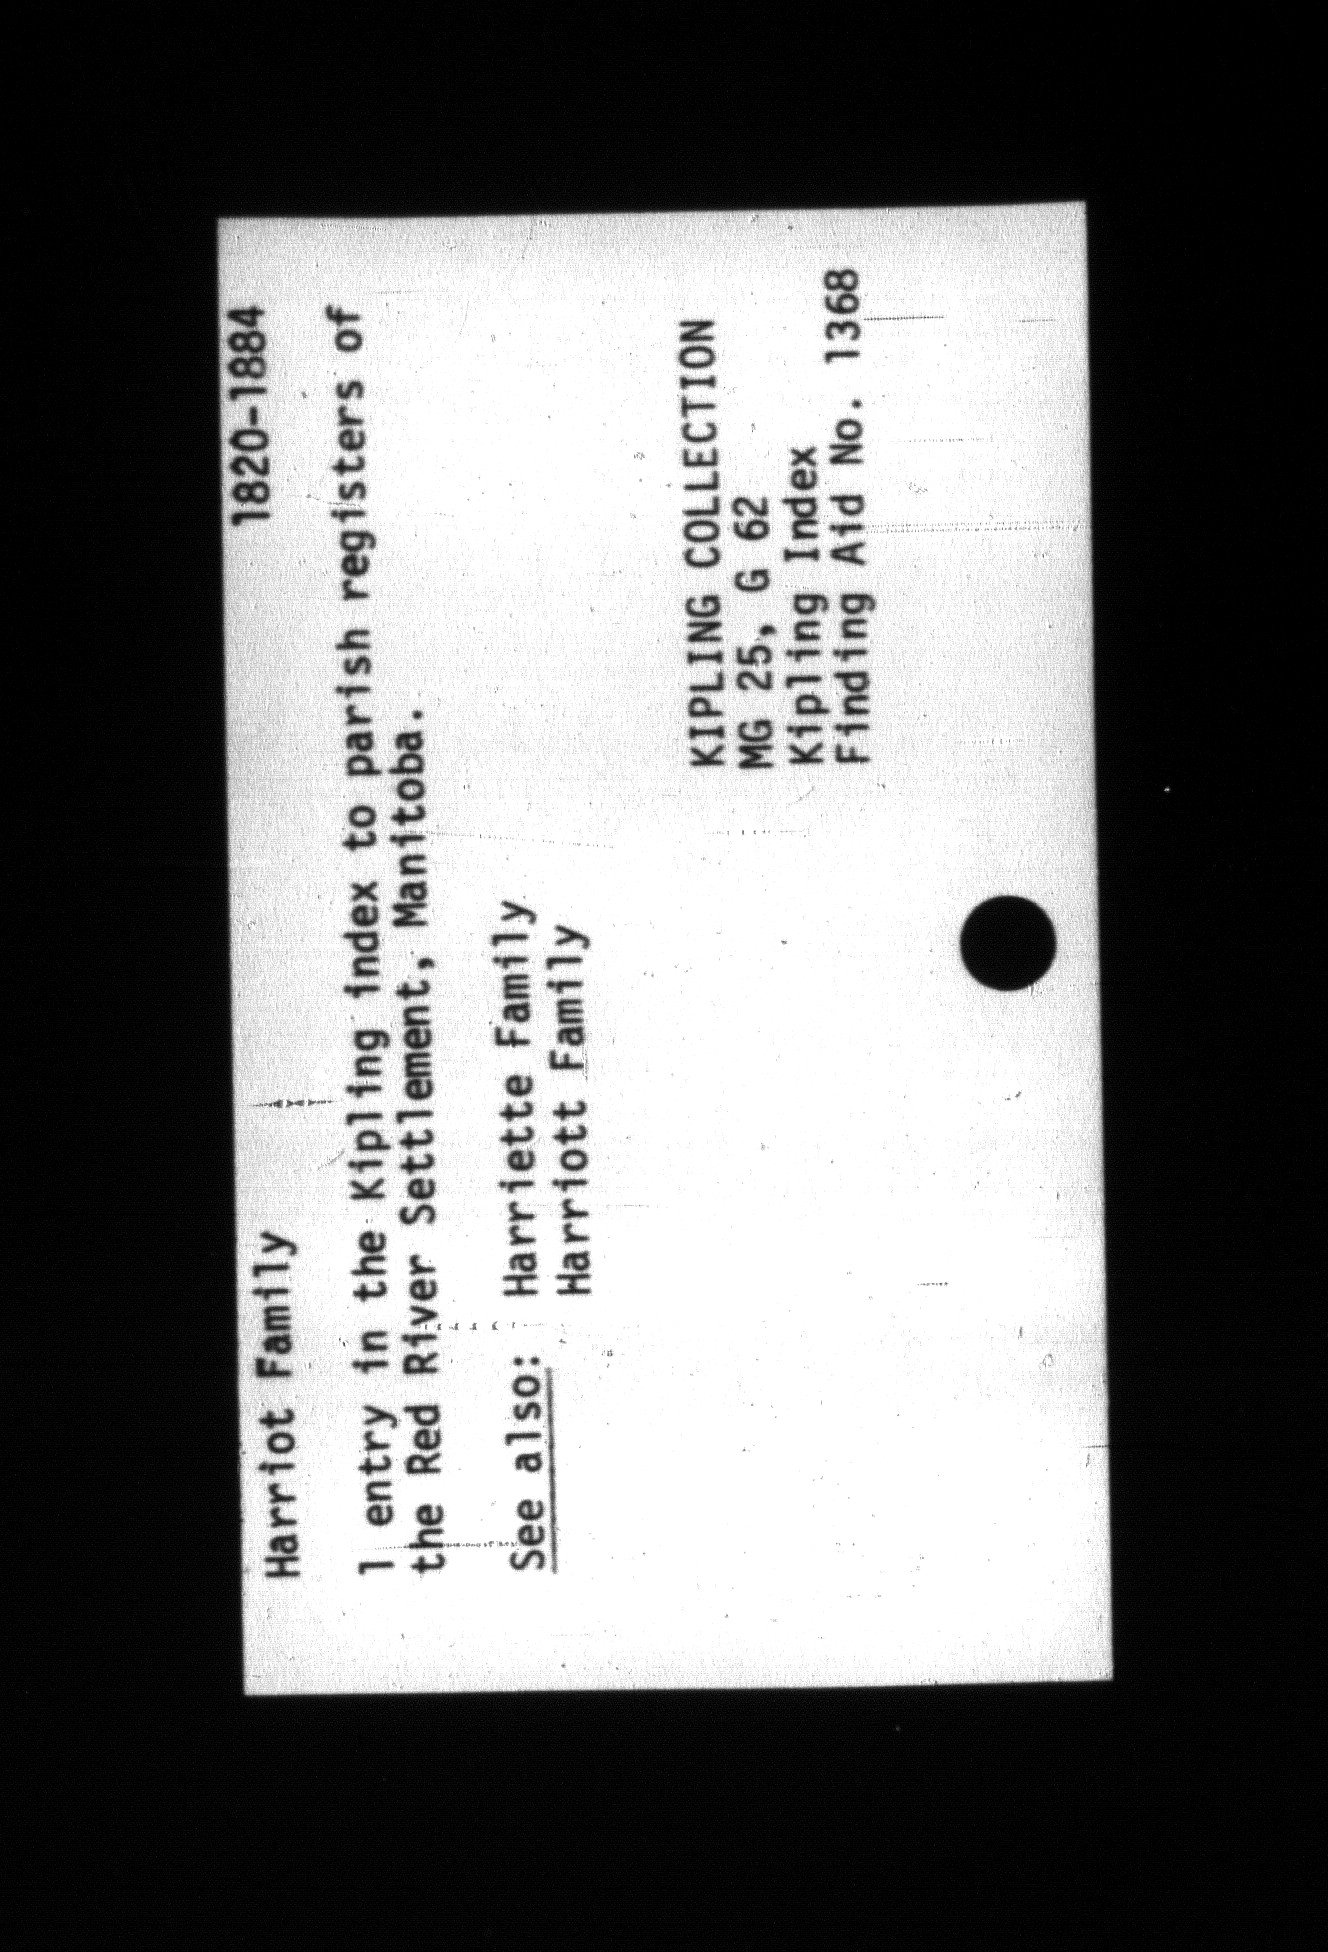 Harriot Family 1820-1884
1 entry in the Kipling index to parish registers of
the Red River Settlement, Manitoba.
See also: Harriette Family
Harriott Family
KIPLING COLLECTION
MG 25, G 62
Kipling Index
Finding Aid No. 1368